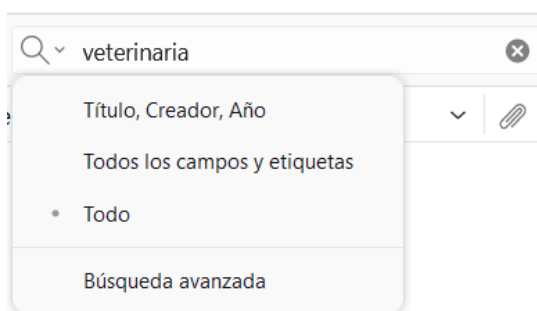 veterinaria
Título, Creador, Año
Todos los campos y etiquetas
Todo
Búsqueda avanzada